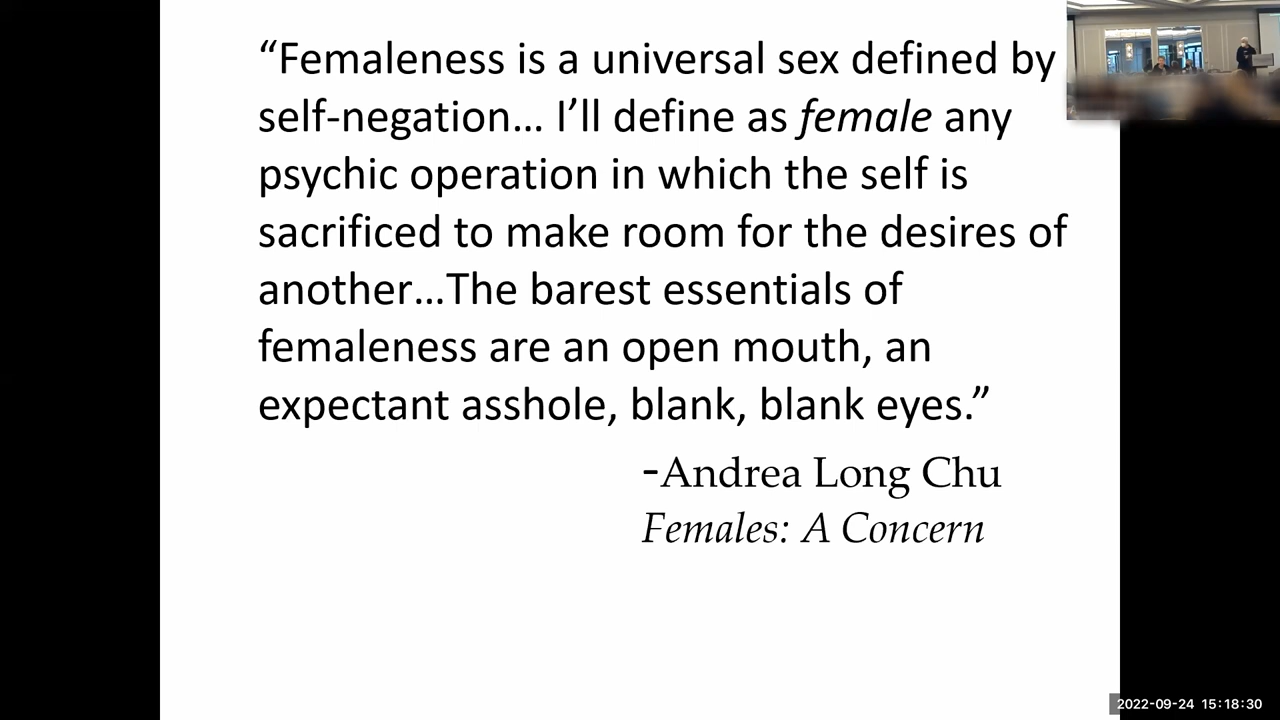 “Femaleness is a universal sex defined by
self-negation… I’ll define as female any
psychic operation in which the self is
sacrificed to make room for the desires of
another…The barest essentials of
femaleness are an open mouth, an
expectant asshole, blank, blank eyes.”
-Andrea Long Chu
Females: A Concern
2022-09-24 15:18:30